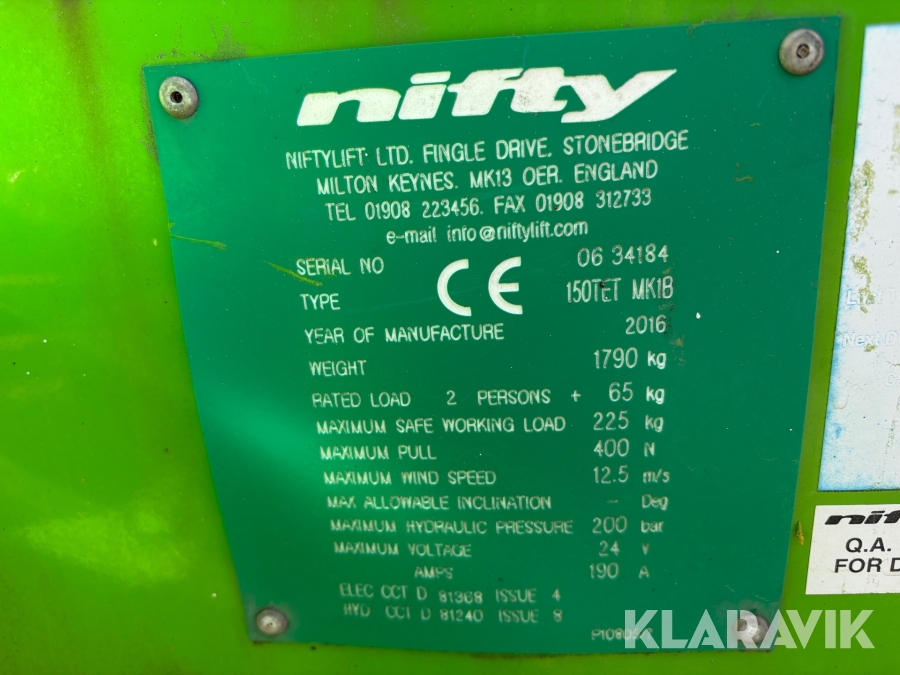 nifty
NIFTYLIFT LTD. FINGLE DRIVE. STONEBRIDGE
MILTON KEYNES. MK13 OER. ENGLAND
TEL 01908 223456. FAX 01908 312733
e-mail info@niftylift.com
SERIAL NO 06 34184
CE
TYPE 150TET MK1B
YEAR OF MANUFACTURE 2016
WEIGHT 1790 kg
RATED LOAD 2 PERSONS + 65 kg
MAXIMUM SAFE WORKING LOAD 225 kg
MAXIMUM PULL 400 N
MAXIMUM WIND SPEED 12.5 m/s
MAX ALLOWABLE INCLINATION - Deg
MAXIMUM HYDRAULIC PRESSURE 200 bar
MAXIMUM VOLTAGE 24 V
AMPS 190 A
ELEC CCT D 81368 ISSUE 4
HYD CCT D 81240 ISSUE 8
Q.A.
FOR D
KLARAVIK